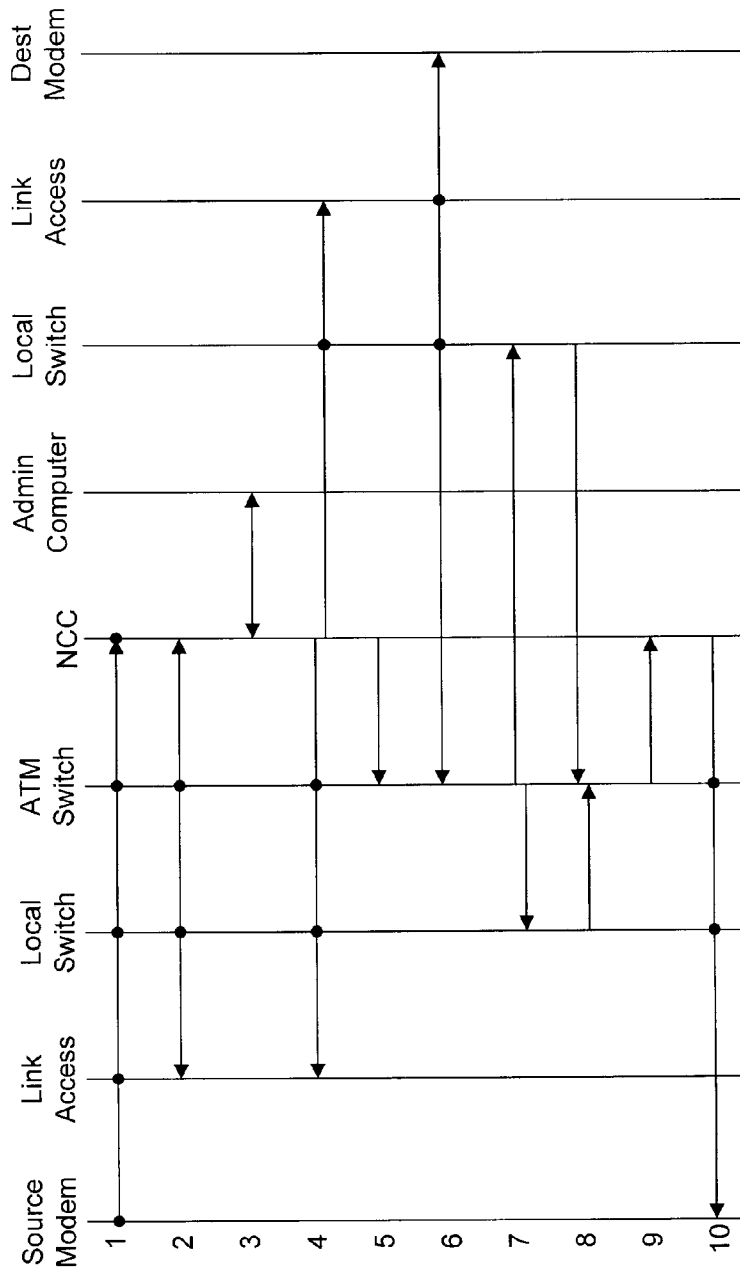 Source
Modem
Link
Access
Local
Switch
ATM
Switch
NCC
Admin
Computer
Local
Switch
Link
Access
Dest
Modem
1
2
3
4
5
6
7
8
9
10